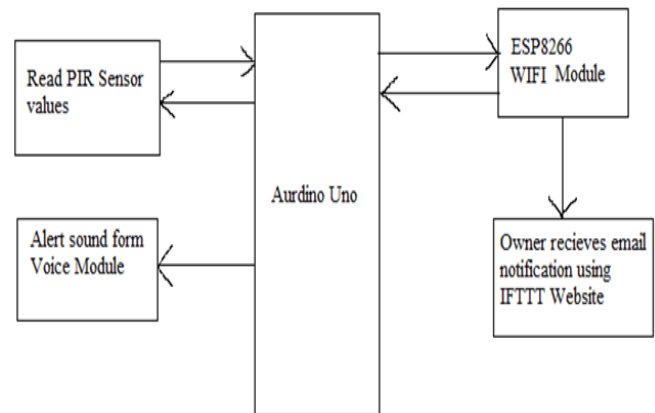 Read PIR Sensor
values
Alert sound form
Voice Module
Aurdino Uno
ESP8266
WIFI Module
Owner recieves email
notification using
IFTTT Website